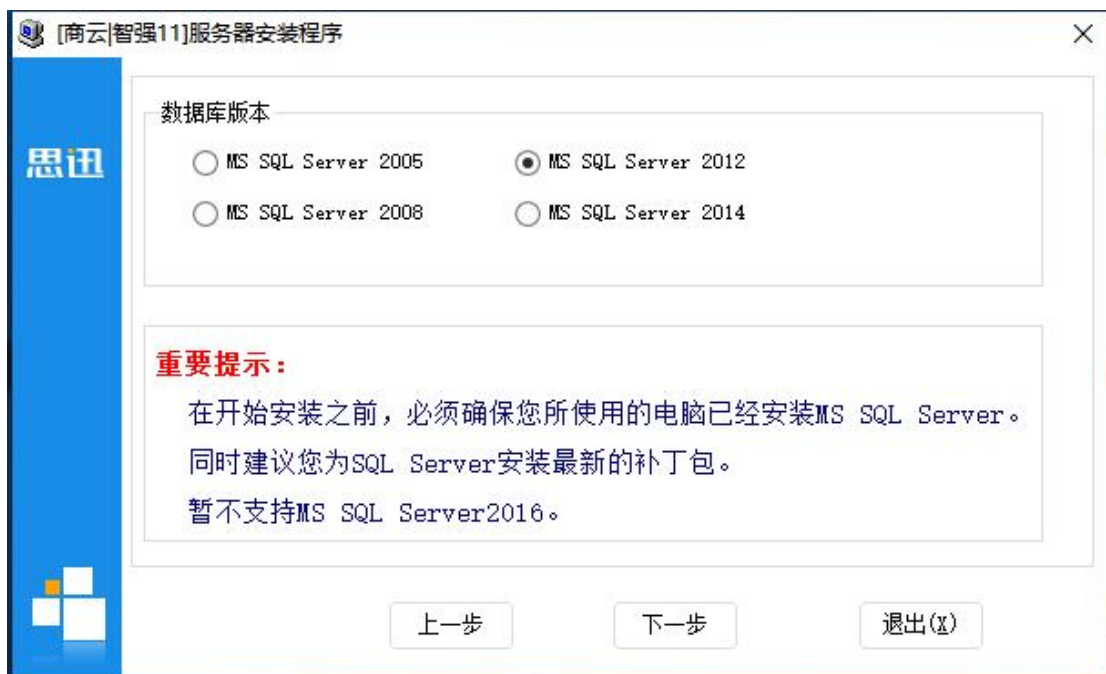 [商云|智强11]服务器安装程序
思迅
数据库版本
MS SQL Server 2005
MS SQL Server 2012
MS SQL Server 2008
MS SQL Server 2014
重要提示：
在开始安装之前，必须确保您所使用的电脑已经安装MS SQL Server。
同时建议您为SQL Server安装最新的补丁包。
暂不支持MS SQL Server2016。
上一步
下一步
退出(X)